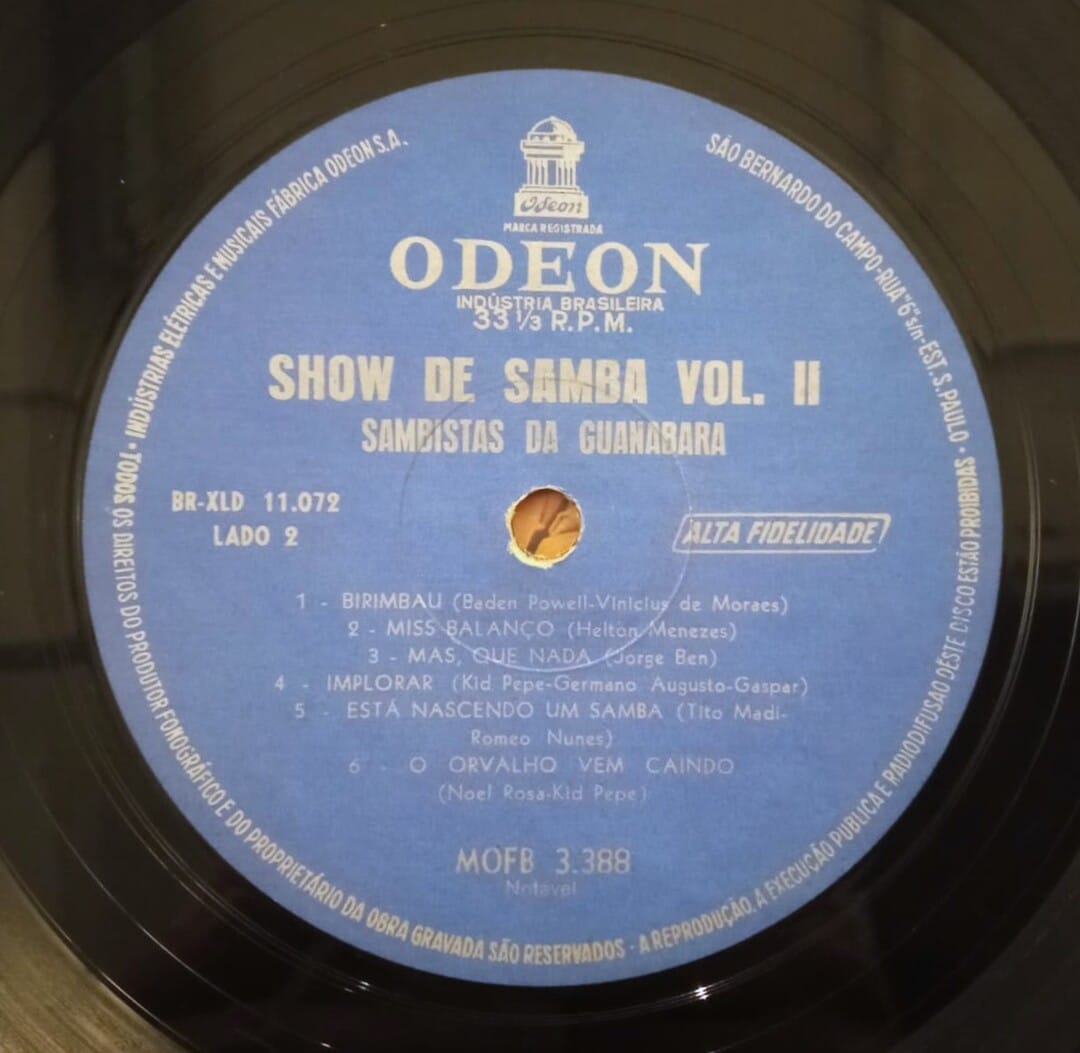 INDÚSTRIAS ELÉTRICAS E MUSICAIS FÁBRICA ODEON S.A.
SÃO BERNARDO DO CAMPO-RUA "6" s/n-EST. S. PAULO
Odeon
MARCA REGISTRADA
ODEON
INDÚSTRIA BRASILEIRA
33 1/3 R.P.M.
SHOW DE SAMBA VOL. II
SAMBISTAS DA GUANABARA
BR-XLD 11.072
LADO 2
ALTA FIDELIDADE
1 - BIRIMBAU (Baden Powell-Vinicius de Moraes)
2 - MISS BALANÇO (Helton Menezes)
3 - MAS, QUE NADA (Jorge Ben)
4 - IMPLORAR (Kid Pepe-Germano Augusto-Gaspar)
5 - ESTÁ NASCENDO UM SAMBA (Tito Madi-
Romeo Nunes)
6 - O ORVALHO VEM CAINDO
(Noel Rosa-Kid Pepe)
MOFB 3.388
Notável
• TODOS OS DIREITOS DO PRODUTOR FONOGRÁFICO E DO PROPRIETÁRIO DA OBRA GRAVADA SÃO RESERVADOS · A REPRODUÇÃO, A EXECUÇÃO PÚBLICA E RADIODIFUSÃO DESTE DISCO ESTÃO PROIBIDAS •